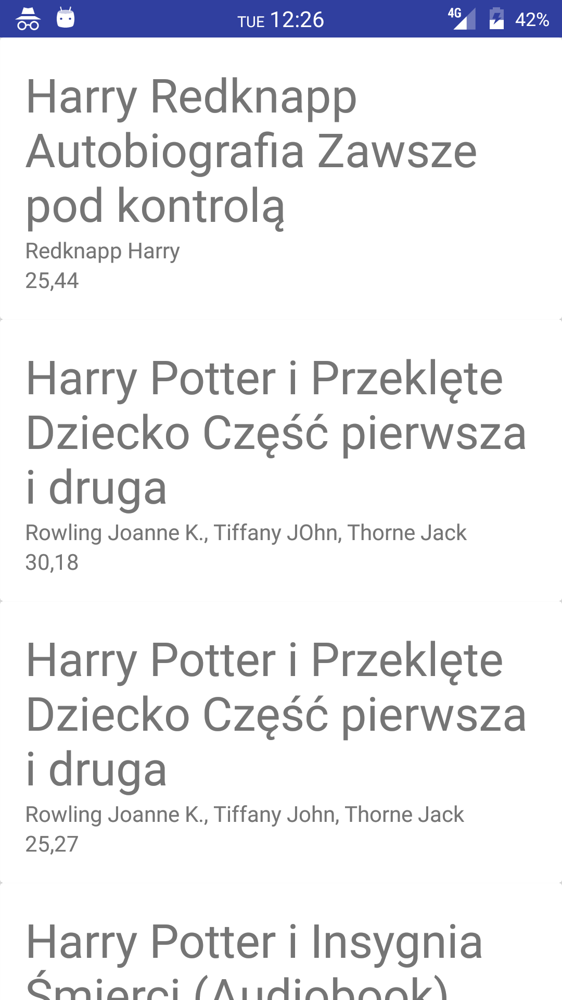 TUE 12:26 4G 42%
Harry Redknapp
Autobiografia Zawsze
pod kontrolą
Redknapp Harry
25,44
Harry Potter i Przeklęte
Dziecko Część pierwsza
i druga
Rowling Joanne K., Tiffany JOhn, Thorne Jack
30,18
Harry Potter i Przeklęte
Dziecko Część pierwsza
i druga
Rowling Joanne K., Tiffany John, Thorne Jack
25,27
Harry Potter i Insygnia
Śmierci (Audiobook)